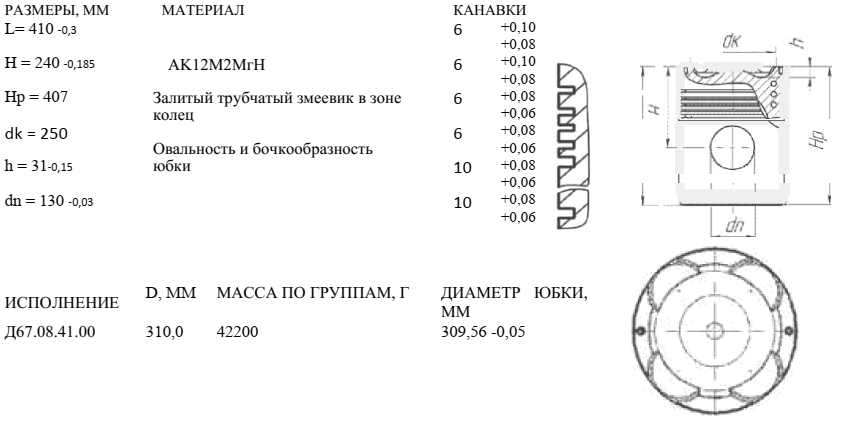 РАЗМЕРЫ, ММ МАТЕРИАЛ КАНАВКИ
L= 410 -0,3 6 +0,10
+0,08
H = 240 -0,185 АК12М2МгН 6 +0,10
+0,08
Hp = 407 Залитый трубчатый змеевик в зоне 6 +0,08
колец +0,06
dk = 250 6 +0,08
Овальность и бочкообразность +0,06
h = 31-0,15 юбки 10 +0,08
+0,06
dn = 130 -0,03 10 +0,08
+0,06
dк h
H Hp
dп
ИСПОЛНЕНИЕ D, ММ МАССА ПО ГРУППАМ, Г ДИАМЕТР ЮБКИ,
ММ
Д67.08.41.00 310,0 42200 309,56 -0,05